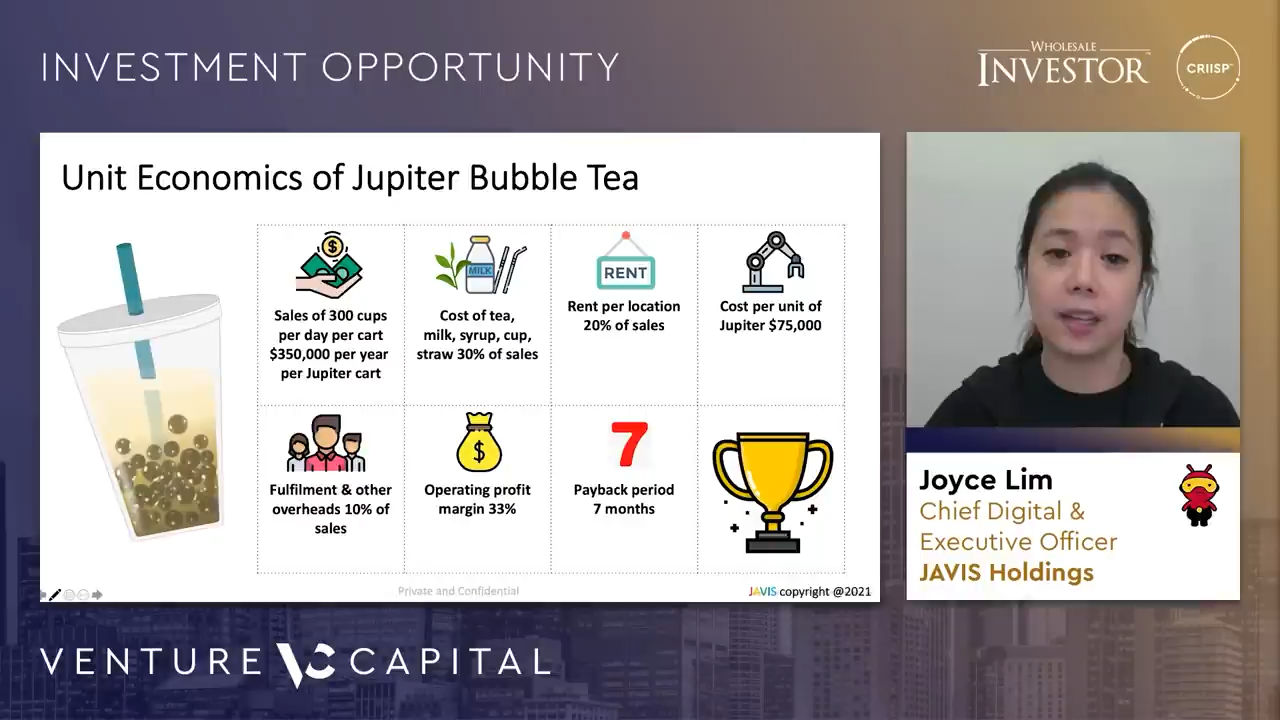 INVESTMENT OPPORTUNITY
WHOLESALE
INVESTOR
CRIISP™
Unit Economics of Jupiter Bubble Tea
$
Sales of 300 cups
per day per cart
$350,000 per year
per Jupiter cart
MILK
Cost of tea,
milk, syrup, cup,
straw 30% of sales
RENT
Rent per location
20% of sales
Cost per unit of
Jupiter $75,000
Fulfilment & other
overheads 10% of
sales
$
Operating profit
margin 33%
7
Payback period
7 months
Private and Confidential
JAVIS copyright @2021
Joyce Lim
Chief Digital &
Executive Officer
JAVIS Holdings
VENTURE VC CAPITAL